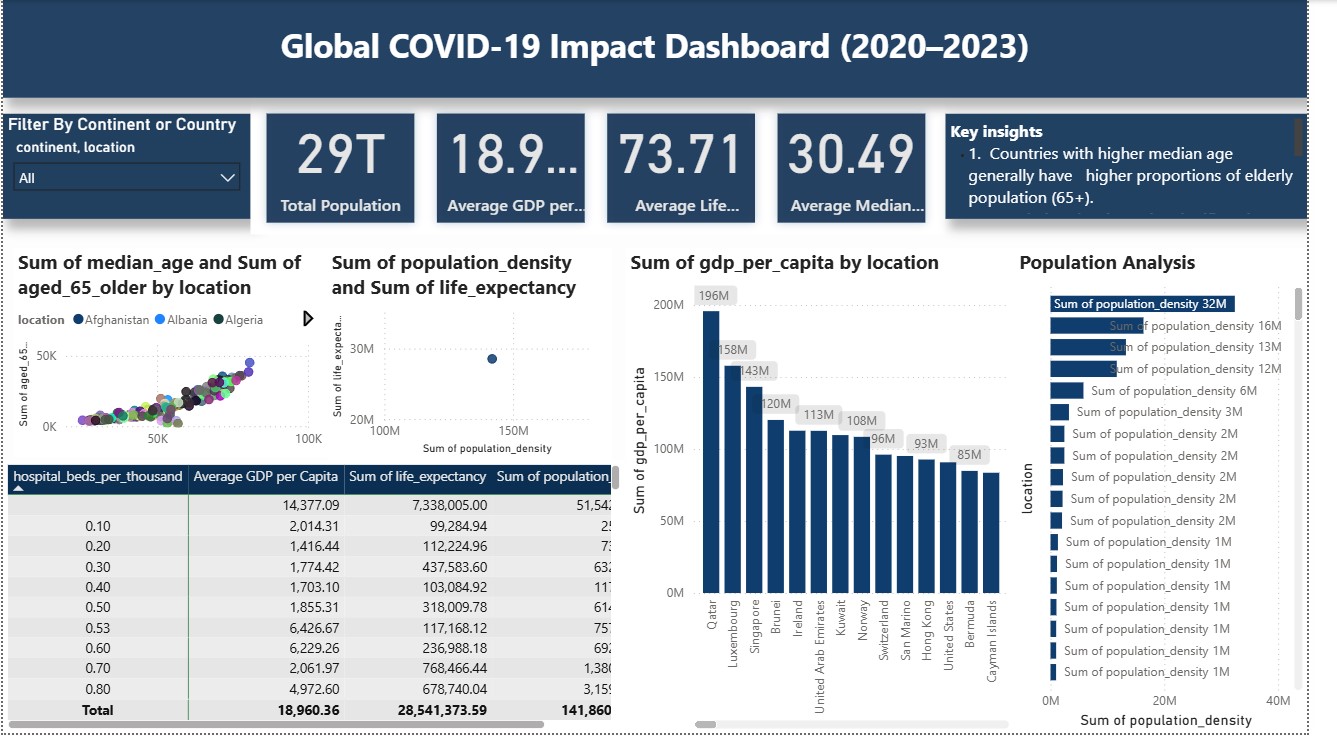 Global COVID-19 Impact Dashboard (2020–2023)
Filter By Continent or Country
continent, location
All
29T
Total Population
18.9...
Average GDP per...
73.71
Average Life...
30.49
Average Median...
Key insights
1. Countries with higher median age
generally have higher proportions of elderly
population (65+).
Sum of median_age and Sum of
aged_65_older by location
location Afghanistan Albania Algeria
Sum of aged_65...
50K
0K
50K
100K
Sum of population_density
and Sum of life_expectancy
Sum of life_expecta...
30M
20M
100M
150M
Sum of population_density
hospital_beds_per_thousand Average GDP per Capita Sum of life_expectancy Sum of population_
14,377.09 7,338,005.00 51,542
0.10 2,014.31 99,284.94 25
0.20 1,416.44 112,224.96 73
0.30 1,774.42 437,583.60 632
0.40 1,703.10 103,084.92 117
0.50 1,855.31 318,009.78 614
0.53 6,426.67 117,168.12 757
0.60 6,229.26 236,988.18 692
0.70 2,061.97 768,466.44 1,380
0.80 4,972.60 678,740.04 3,159
Total 18,960.36 28,541,373.59 141,860
Sum of gdp_per_capita by location
Sum of gdp_per_capita
200M
150M
100M
50M
0M
196M
158M
143M
120M
113M
108M
96M
93M
85M
Qatar
Luxembourg
Singapore
Brunei
Ireland
United Arab Emirates
Kuwait
Norway
Switzerland
San Marino
Hong Kong
United States
Bermuda
Cayman Islands
Population Analysis
location
Sum of population_density 32M
Sum of population_density 16M
Sum of population_density 13M
Sum of population_density 12M
Sum of population_density 6M
Sum of population_density 3M
Sum of population_density 2M
Sum of population_density 2M
Sum of population_density 2M
Sum of population_density 2M
Sum of population_density 2M
Sum of population_density 1M
Sum of population_density 1M
Sum of population_density 1M
Sum of population_density 1M
Sum of population_density 1M
Sum of population_density 1M
Sum of population_density 1M
0M
20M
40M
Sum of population_density